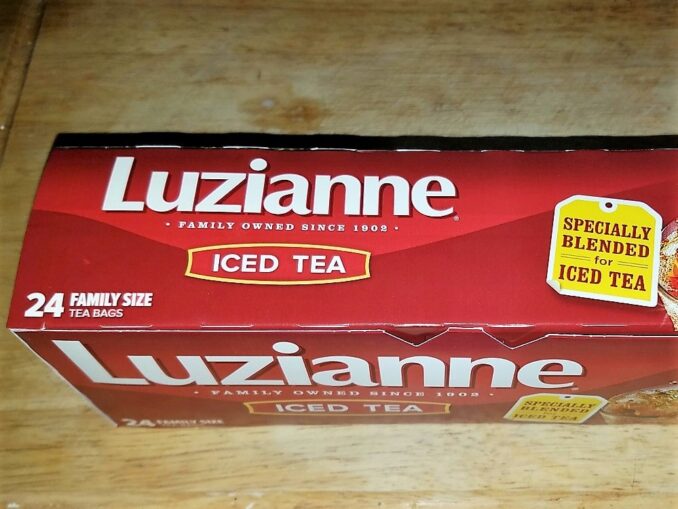 Luzianne
• FAMILY OWNED SINCE 1902 •
ICED TEA
SPECIALLY
BLENDED
for
ICED TEA
24 FAMILY SIZE
TEA BAGS
Luzianne
• FAMILY OWNED SINCE 1902 •
ICED TEA
SPECIALLY
BLENDED
for
ICED TEA
24 FAMILY SIZE